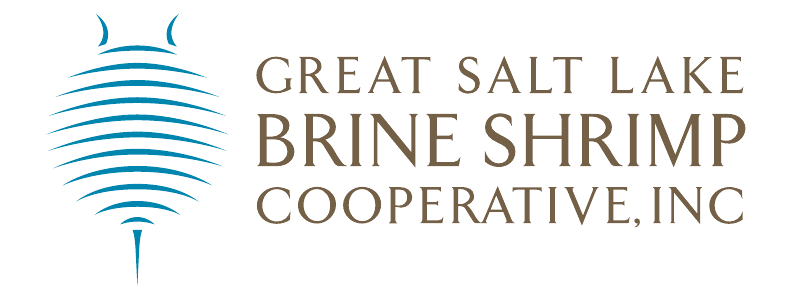 GREAT SALT LAKE
BRINE SHRIMP
COOPERATIVE, INC